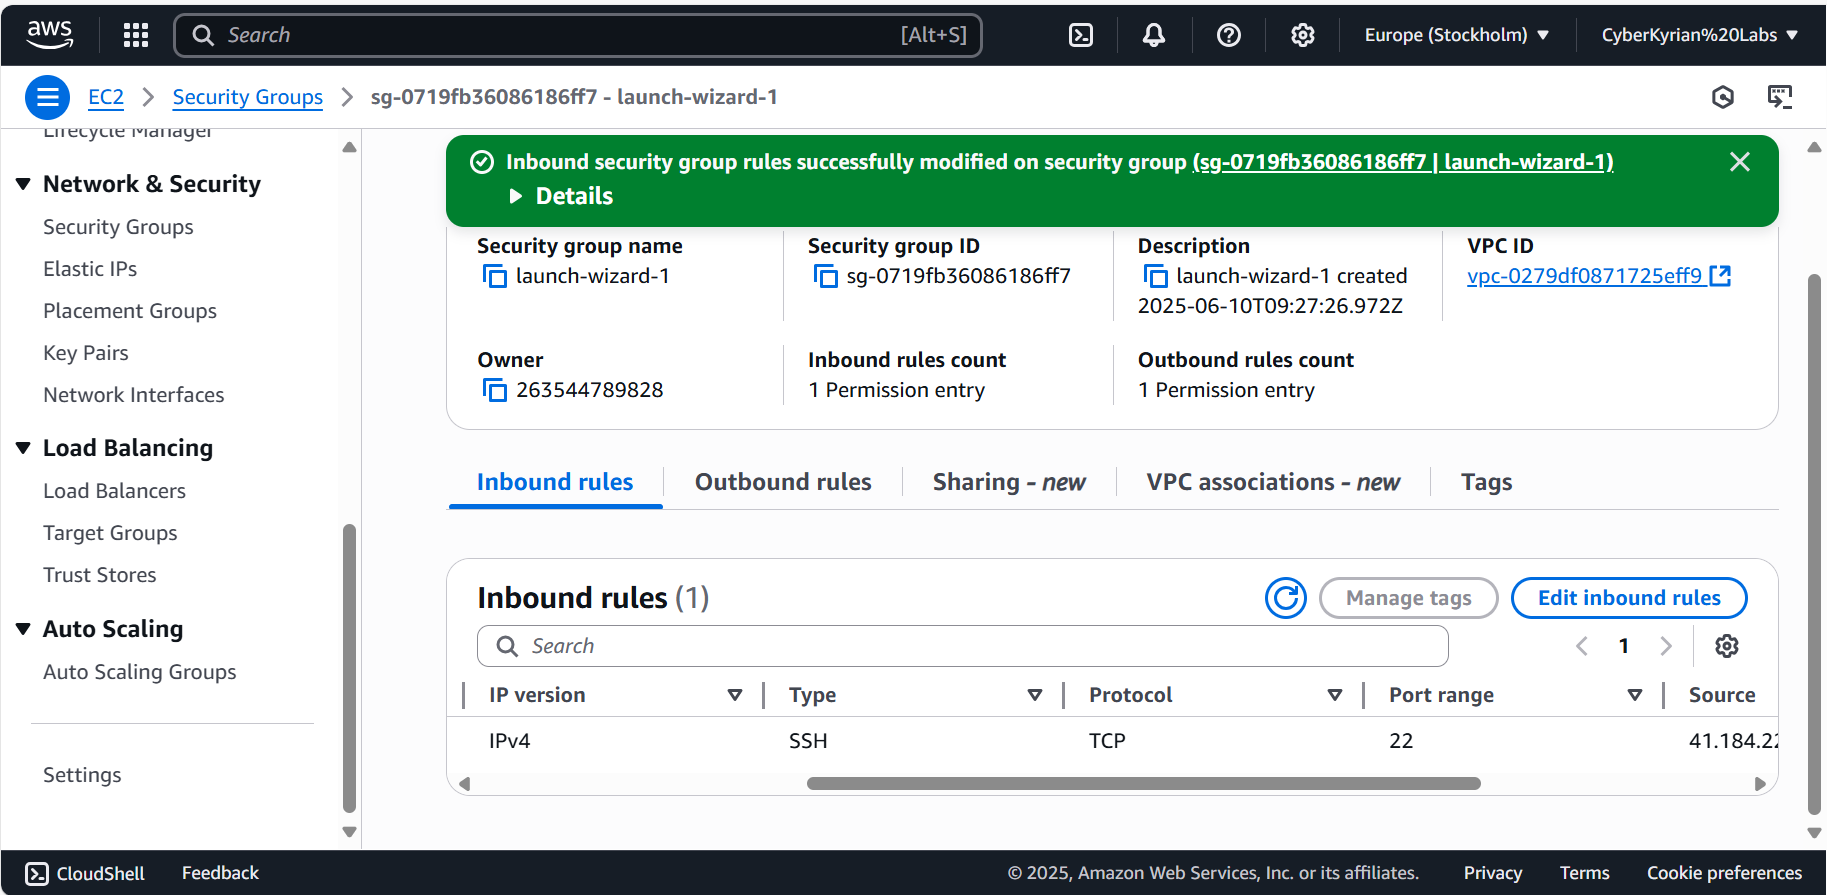 aws
Search [Alt+S]
Europe (Stockholm)
CyberKyrian%20Labs
EC2
Security Groups
sg-0719fb36086186ff7 - launch-wizard-1
Lifecycle Manager
Network & Security
Security Groups
Elastic IPs
Placement Groups
Key Pairs
Network Interfaces
Load Balancing
Load Balancers
Target Groups
Trust Stores
Auto Scaling
Auto Scaling Groups
Settings
Inbound security group rules successfully modified on security group (sg-0719fb36086186ff7 | launch-wizard-1)
Details
Security group name
launch-wizard-1
Security group ID
sg-0719fb36086186ff7
Description
launch-wizard-1 created
2025-06-10T09:27:26.972Z
VPC ID
vpc-0279df0871725eff9
Owner
263544789828
Inbound rules count
1 Permission entry
Outbound rules count
1 Permission entry
Inbound rules
Outbound rules
Sharing - new
VPC associations - new
Tags
Inbound rules (1)
Manage tags
Edit inbound rules
Search
1
IP version Type Protocol Port range Source
IPv4 SSH TCP 22 41.184.22
CloudShell
Feedback
© 2025, Amazon Web Services, Inc. or its affiliates.
Privacy
Terms
Cookie preferences